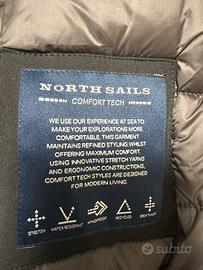 NORTH SAILS
COMFORT TECH
WE USE OUR EXPERIENCE AT SEA TO
MAKE YOUR EXPLORATIONS MORE
COMFORTABLE. THIS GARMENT
MAINTAINS REFINED STYLING WHILST
OFFERING MAXIMUM COMFORT.
USING INNOVATIVE STRETCH YARNS
AND ERGONOMIC CONSTRUCTIONS.
COMFORT TECH STYLES ARE DESIGNED
FOR MODERN LIVING.
STRETCH WATER RESISTANT WINDPROOF RECYCLED BREATHABLE
subito